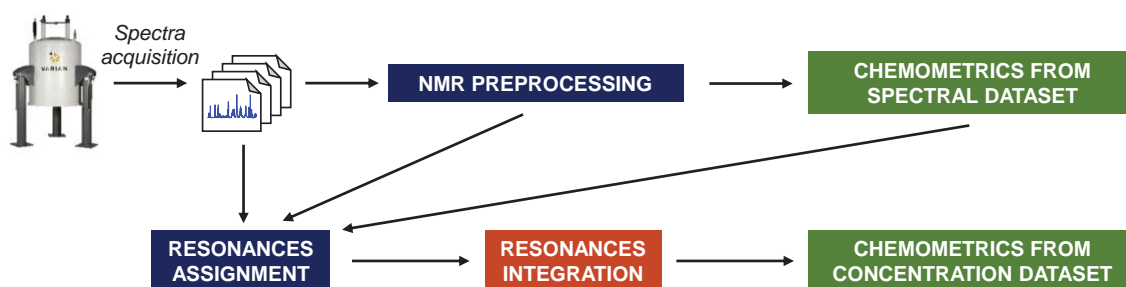 Spectra
acquisition
VARIAN
NMR PREPROCESSING
CHEMOMETRICS FROM
SPECTRAL DATASET
RESONANCES
ASSIGNMENT
RESONANCES
INTEGRATION
CHEMOMETRICS FROM
CONCENTRATION DATASET